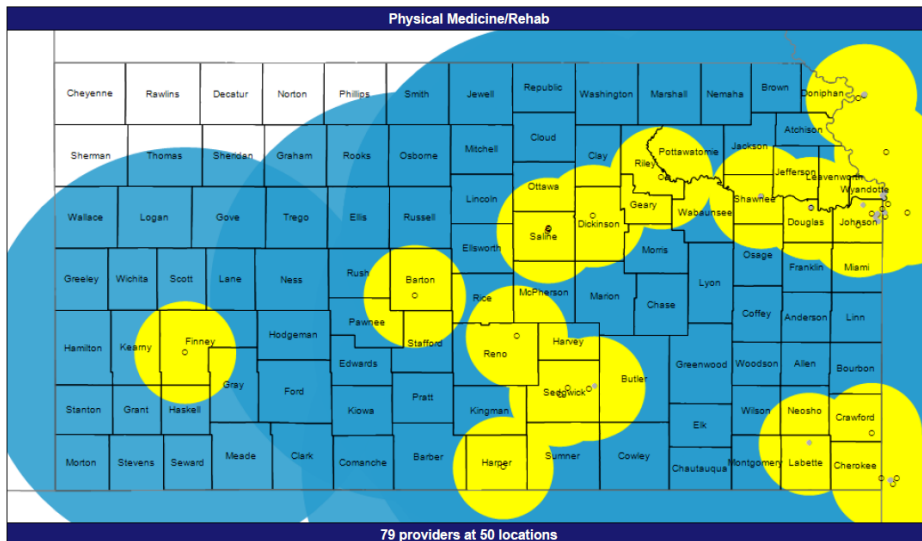 Physical Medicine/Rehab
Cheyenne Rawlins Decatur Norton Phillips Smith Jewell Republic Washington Marshall Nemaha Brown Doniphan
Sherman Thomas Sheridan Graham Rooks Osborne Mitchell Cloud Clay Riley Pottawatomie Jackson Atchison
Jefferson Leavenworth
Wallace Logan Gove Trego Ellis Russell Lincoln Ottawa Geary Wabaunsee Shawnee Wyandotte
Saline Dickinson Douglas Johnson
Greeley Wichita Scott Lane Ness Rush Barton Ellsworth Morris Lyon Osage Franklin Miami
Rice McPherson Marion Chase Coffey Anderson Linn
Hamilton Kearny Finney Hodgeman Pawnee Stafford Reno Harvey
Gray Ford Edwards Pratt Sedgwick Butler Greenwood Woodson Allen Bourbon
Stanton Grant Haskell Kiowa Kingman Elk Wilson Neosho Crawford
Morton Stevens Seward Meade Clark Comanche Barber Harper Sumner Cowley Chautauqua Montgomery Labette Cherokee
79 providers at 50 locations